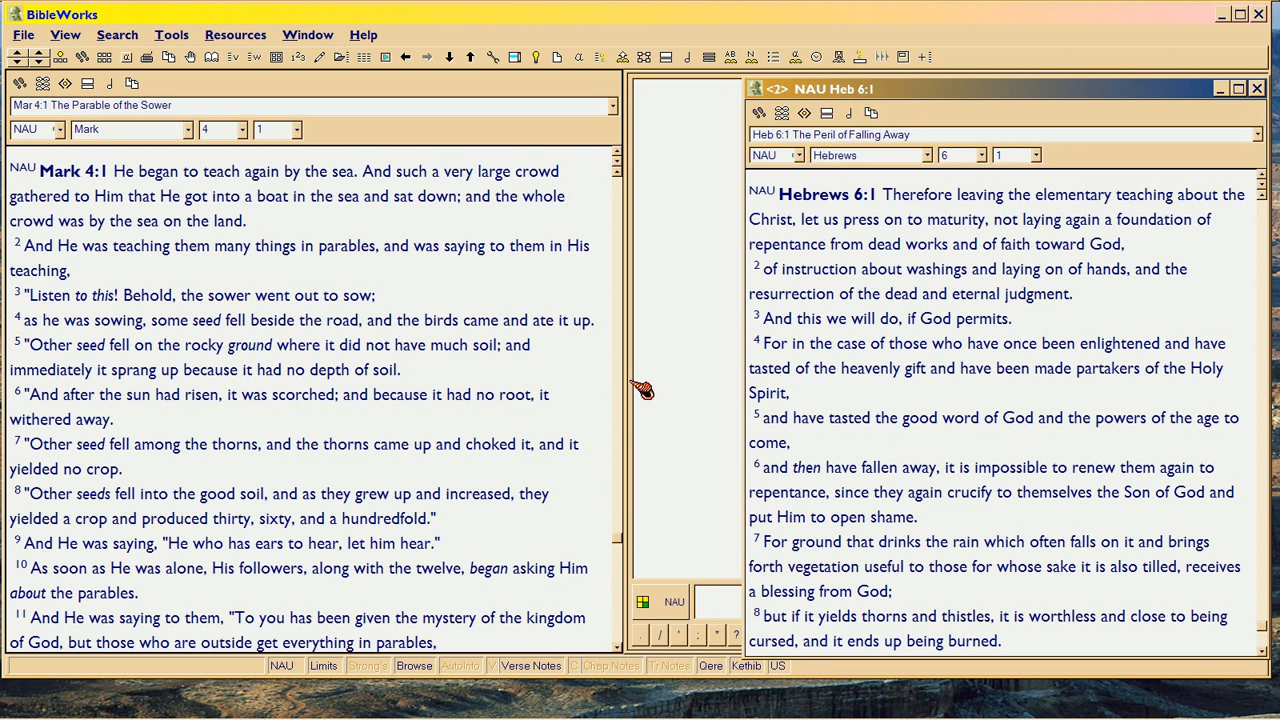 BibleWorks
File View Search Tools Resources Window Help
Mar 4:1 The Parable of the Sower
NAU Mark 4 1
NAU Mark 4:1 He began to teach again by the sea. And such a very large crowd
gathered to Him that He got into a boat in the sea and sat down; and the whole
crowd was by the sea on the land.
2 And He was teaching them many things in parables, and was saying to them in His
teaching,
3 "Listen to this! Behold, the sower went out to sow;
4 as he was sowing, some seed fell beside the road, and the birds came and ate it up.
5 "Other seed fell on the rocky ground where it did not have much soil; and
immediately it sprang up because it had no depth of soil.
6 "And after the sun had risen, it was scorched; and because it had no root, it
withered away.
7 "Other seed fell among the thorns, and the thorns came up and choked it, and it
yielded no crop.
8 "Other seeds fell into the good soil, and as they grew up and increased, they
yielded a crop and produced thirty, sixty, and a hundredfold."
9 And He was saying, "He who has ears to hear, let him hear."
10 As soon as He was alone, His followers, along with the twelve, began asking Him
about the parables.
11 And He was saying to them, "To you has been given the mystery of the kingdom
of God, but those who are outside get everything in parables,
NAU
. / ' ; * ?
<2> NAU Heb 6:1
Heb 6:1 The Peril of Falling Away
NAU Hebrews 6 1
NAU Hebrews 6:1 Therefore leaving the elementary teaching about the
Christ, let us press on to maturity, not laying again a foundation of
repentance from dead works and of faith toward God,
2 of instruction about washings and laying on of hands, and the
resurrection of the dead and eternal judgment.
3 And this we will do, if God permits.
4 For in the case of those who have once been enlightened and have
tasted of the heavenly gift and have been made partakers of the Holy
Spirit,
5 and have tasted the good word of God and the powers of the age to
come,
6 and then have fallen away, it is impossible to renew them again to
repentance, since they again crucify to themselves the Son of God and
put Him to open shame.
7 For ground that drinks the rain which often falls on it and brings
forth vegetation useful to those for whose sake it is also tilled, receives
a blessing from God;
8 but if it yields thorns and thistles, it is worthless and close to being
cursed, and it ends up being burned.
NAU Limits Strong's Browse AutoInfo V Verse Notes C Chap Notes Tr Notes Qere Kethib US